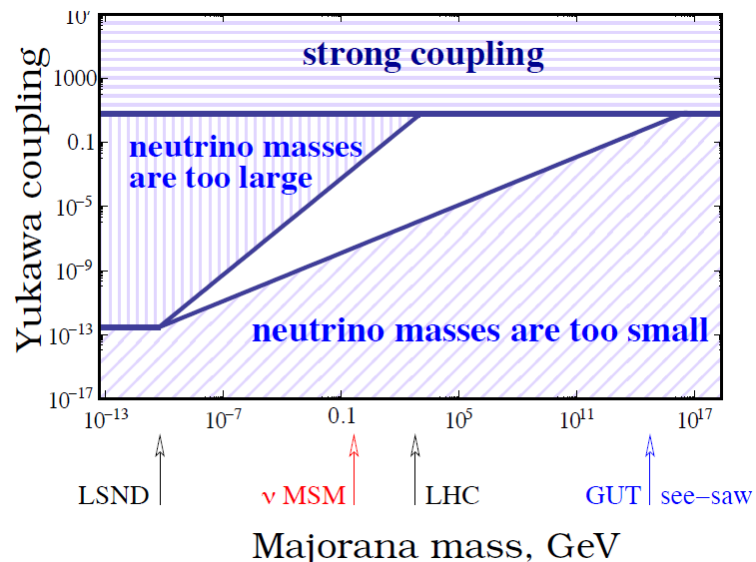 10⁷
strong coupling
1000
0.1
neutrino masses
are too large
Yukawa coupling
10⁻⁵
10⁻⁹
10⁻¹³
neutrino masses are too small
10⁻¹⁷
10⁻¹³ 10⁻⁷ 0.1 10⁵ 10¹¹ 10¹⁷
LSND ν MSM LHC GUT see-saw
Majorana mass, GeV